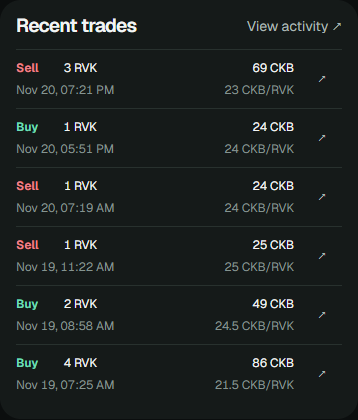 Recent trades View activity ↗
Sell 3 RVK 69 CKB ↗
Nov 20, 07:21 PM 23 CKB/RVK
Buy 1 RVK 24 CKB ↗
Nov 20, 05:51 PM 24 CKB/RVK
Sell 1 RVK 24 CKB ↗
Nov 20, 07:19 AM 24 CKB/RVK
Sell 1 RVK 25 CKB ↗
Nov 19, 11:22 AM 25 CKB/RVK
Buy 2 RVK 49 CKB ↗
Nov 19, 08:58 AM 24.5 CKB/RVK
Buy 4 RVK 86 CKB ↗
Nov 19, 07:25 AM 21.5 CKB/RVK